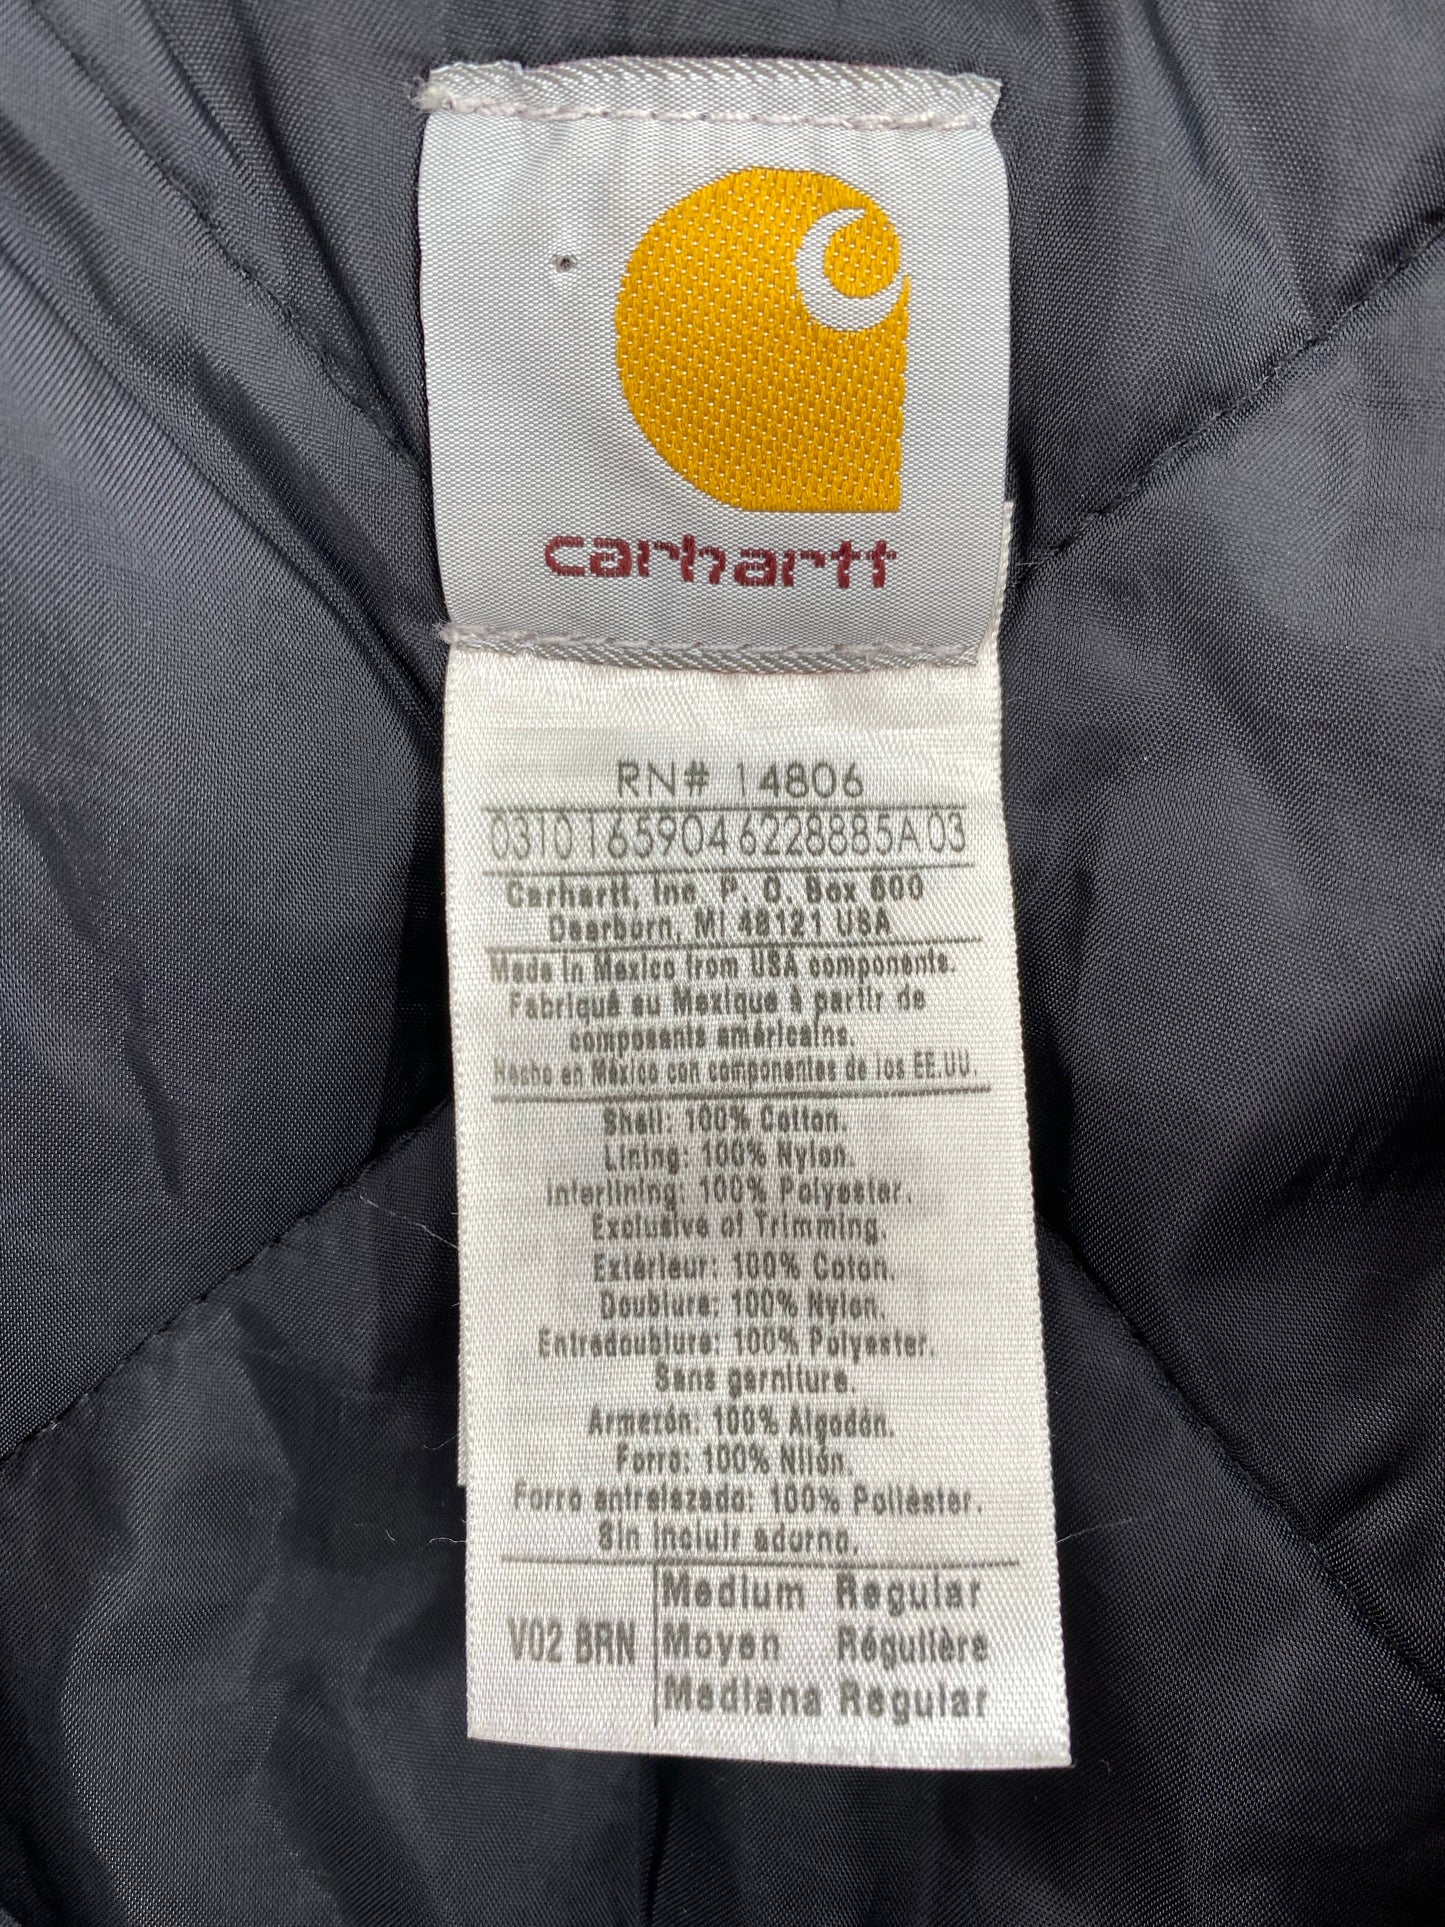 carhartt
RN# 14806
0310165904 6228885A03
Carhartt, Inc. P. O. Box 600
Dearborn, MI 48121 USA
Made in Mexico from USA components.
Fabriqué au Mexique à partir de
composants américains.
Hecho en México con componentes de los EE.UU.
Shell: 100% Cotton.
Lining: 100% Nylon.
Interlining: 100% Polyester.
Exclusive of Trimming.
Extérieur: 100% Coton.
Doublure: 100% Nylon.
Entredoublure: 100% Polyester.
Sans garniture.
Armezón: 100% Algodón.
Forro: 100% Nilón.
Forro entrelazado: 100% Poliéster.
Sin incluir adorno.
V02 BRN
Medium Regular
Moyen Régulière
Mediana Regular